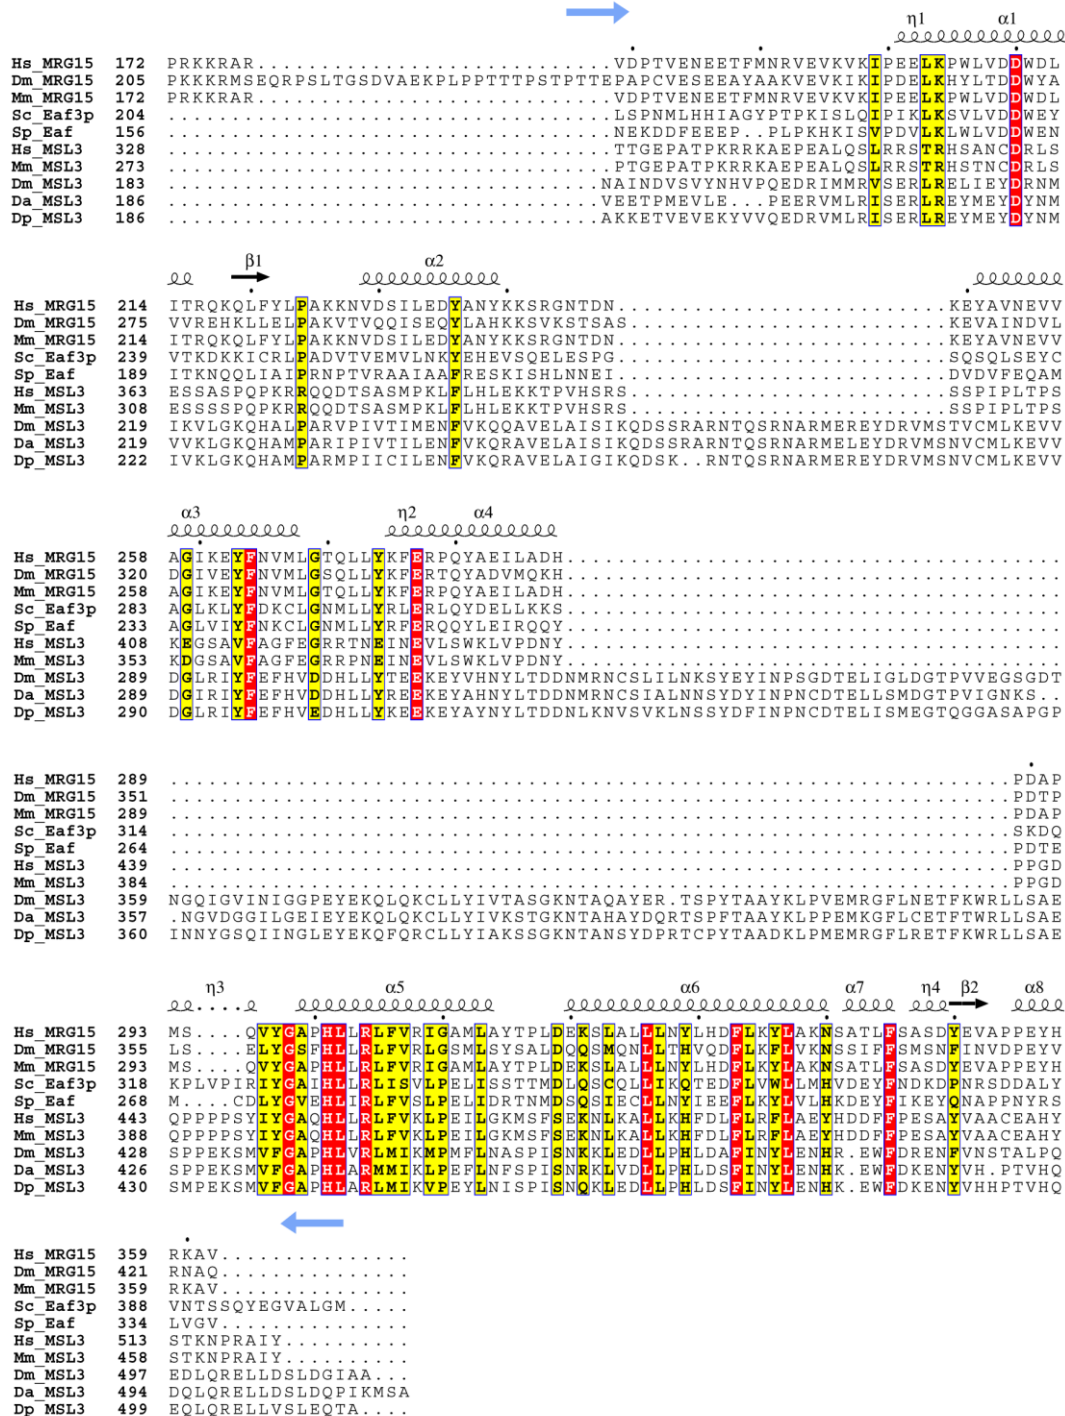 η1 α1
Hs_MRG15 172 PRKKRAR............................VDPTVENEETFMNRVEVKVKIPEELKPWLVDDWDL
Dm_MRG15 205 PKKKRMSEQRPSLTGSDVAEKPLPPTTTPSTPTTEPAPCVESEEAYAAKVEVKIPDELKHYLTDDWYA
Mm_MRG15 172 PRKKRAR............................VDPTVENEETFMNRVEVKVKIPEELKPWLVDDWDL
Sc_Eaf3p 204 ...................................LSPNMLHHIAGYPTPKISLQIPIKLKSVLVDDWEY
Sp_Eaf 156 ...................................NEKDDFEEEP..PLPKHKISVPDVLKLWLVDDWEN
Hs_MSL3 328 ...................................TTGEPATPKRRKAEPEALQSLRRSTRHSANCDRLS
Mm_MSL3 273 ...................................PTGEPATPKRRKAEPEALQSLRRSTRHSTNCDRLS
Dm_MSL3 183 ..................................NAINDVSVYNHVPQEDRIMMRVSERLRELIEYDRNM
Da_MSL3 186 ..................................VEETPMEVLE..PEERVMLRISERLREYMEYDYNM
Dp_MSL3 186 ..................................AKKETVEVEKYVVQEDRVMLRISERLREYMEYDYNM
β1 α2
Hs_MRG15 214 ITRQKQLFYLPAKKNVDSILEDYANYKKSRGNTDN.........................KEYAVNEVV
Dm_MRG15 275 VVREHKLLELPAKVTVQQISEQYLAHKKSVKSTSAS........................KEVAINDVL
Mm_MRG15 214 ITRQKQLFYLPAKKNVDSILEDYANYKKSRGNTDN.........................KEYAVNEVV
Sc_Eaf3p 239 VTKDKKICRLPADVTVEMVLNKYEHEVSQELESPG.........................SQSQLSEYC
Sp_Eaf 189 ITKNQQLIAIPRNPTVRAAIAAFRESKISHLNNEI.........................DVDVFEQAM
Hs_MSL3 363 ESSASPQPKRRQQDTSASMPKLFLHLEKKTPVHSRS........................SSPIPLTPS
Mm_MSL3 308 ESSSSPQPKRRQQDTSASMPKLFLHLEKKTPVHSRS........................SSPIPLTPS
Dm_MSL3 219 IKVLGKQHALPARVPIVTIMENFVKQQAVELAISIKQDSSRARNTQSRNARMEREYDRVMSTVCMLKEVV
Da_MSL3 219 VVKLGKQHAMPARIPIVTILENFVKQRAVELAISIKQDSSRARNTQSRNARMEREYDRVMSNVCMLKEVV
Dp_MSL3 222 IVKLGKQHAMPARMPIICILENFVKQRAVELAIGIKQDSK..RNTQSRNARMEREYDRVMSNVCMLKEVV
α3 η2 α4
Hs_MRG15 258 AGIKEYFNVMLGTQLLYKFERPQYAEILADH.......................................
Dm_MRG15 320 DGIVEYFNVMLGSQLLYKFERTQYADVMQKH.......................................
Mm_MRG15 258 AGIKEYFNVMLGTQLLYKFERPQYAEILADH.......................................
Sc_Eaf3p 283 AGLKLYFDKCLGNMLLYRLERLQYDELLKKS.......................................
Sp_Eaf 233 AGLVIYFNKCLGNMLLYRFERQQYLEIRQQY.......................................
Hs_MSL3 408 KEGSAVFAGFEGRRTNEINEVLSWKLVPDNY.......................................
Mm_MSL3 353 KDGSAVFAGFEGRRPNEINEVLSWKLVPDNY.......................................
Dm_MSL3 289 DGLRIYFEFHVDDHLLYTEEKEYVHNYLTDDNMRNCSLILNKSYEYINPSGDTELIGLDGTPVVEGSGDT
Da_MSL3 289 DGIRIYFEFHVDDHLLYREEKEYAHNYLTDDNMRNCSIALNNSYDYINPNCDTELLSMDGTPVIGNKS..
Dp_MSL3 290 DGLRIYFEFHVEDHLLYKEEKEYAYNYLTDDNLKNVSVKLNSSYDFINPNCDTELISMEGTQGGASAPGP
Hs_MRG15 289 ..................................................................PDAP
Dm_MRG15 351 ..................................................................PDTP
Mm_MRG15 289 ..................................................................PDAP
Sc_Eaf3p 314 ..................................................................SKDQ
Sp_Eaf 264 ..................................................................PDTE
Hs_MSL3 439 ..................................................................PPGD
Mm_MSL3 384 ..................................................................PPGD
Dm_MSL3 359 NGQIGVINIGGPEYEKQLQKCLLYIVTASGKNTAQAYER.TSPYTAAYKLPVEMRGFLNETFKWRLLSAE
Da_MSL3 357 .NGVDGGILGEIEYEKQLQKCLLYIVKSTGKNTAHAYDQRTSPFTAAYKLPPEMKGFLCETFTWRLLSAE
Dp_MSL3 360 INNYGSQIINGLEYEKQFQRCLLYIAKSSGKNTANSYDPRTCPYTAADKLPMEMRGFLRETFKWRLLSAE
η3 α5 α6 α7 η4 β2 α8
Hs_MRG15 293 MS.....QVYGAPHLLRLFVRIGAMLAYTPLDEKSLALLLNYLHDFLKYLAKNSATLFSASDYEVAPPEYH
Dm_MRG15 355 LS.....ELYGSFHLLRLFVRLGSMLSYSALDQQSMQNLLTHVQDFLKFLVKNSSIFFSMSNFINVDPEYV
Mm_MRG15 293 MS.....QVYGAPHLLRLFVRIGAMLAYTPLDEKSLALLLNYLHDFLKYLAKNSATLFSASDYEVAPPEYH
Sc_Eaf3p 318 KPLVPIRIYGAIHLLRLISVLPELISSTTMDLQSCQLLIKQTEDFLVWLLMHVDEYFNDKDPNRSDDALY
Sp_Eaf 268 M.....CDLYGVEHLIRLFVSLPELIDRTNMDSQSIECLLNYIEEFLKYLVLHKDEYFIKEYQNAPPNYRS
Hs_MSL3 443 QPPPPSYIYGAQHLLRLFVKLPEILGKMSFSEKNLKALLKHFDLFLRFLAEYHDDFFPESAYVAACEAHY
Mm_MSL3 388 QPPPPSYIYGAQHLLRLFVKLPEILGKMSFSEKNLKALLKHFDLFLRFLAEYHDDFFPESAYVAACEAHY
Dm_MSL3 428 SPPEKSMVFGAPHLVRLMIKMPMFLNASPISNRKLVDLLPHLDAFINYLENHR.EWFDRENFVNSTALPQ
Da_MSL3 426 SPPEKSMVFGAPHLARMMIKLPEFLNFSPISNRKLVDLLPHLDSFINYLENHK.EWFDKENYVH.PTVHQ
Dp_MSL3 430 SMPEKSMVFGAPHLARLMIKVPEYLNISPISNQKLEDLLPHLDSFINYLENHK.EWFDKENYVHHPTVHQ
Hs_MRG15 359 RKAV...............
Dm_MRG15 421 RNAQ...............
Mm_MRG15 359 RKAV...............
Sc_Eaf3p 388 VNTSSQYEGVALGM.....
Sp_Eaf 334 LVGV...............
Hs_MSL3 513 STKNPRAIY..........
Mm_MSL3 458 STKNPRAIY..........
Dm_MSL3 497 EDLQRELLDSLDGIAA...
Da_MSL3 494 DQLQRELLDSLDQPIKMSA
Dp_MSL3 499 EQLQRELLVSLEQTA....